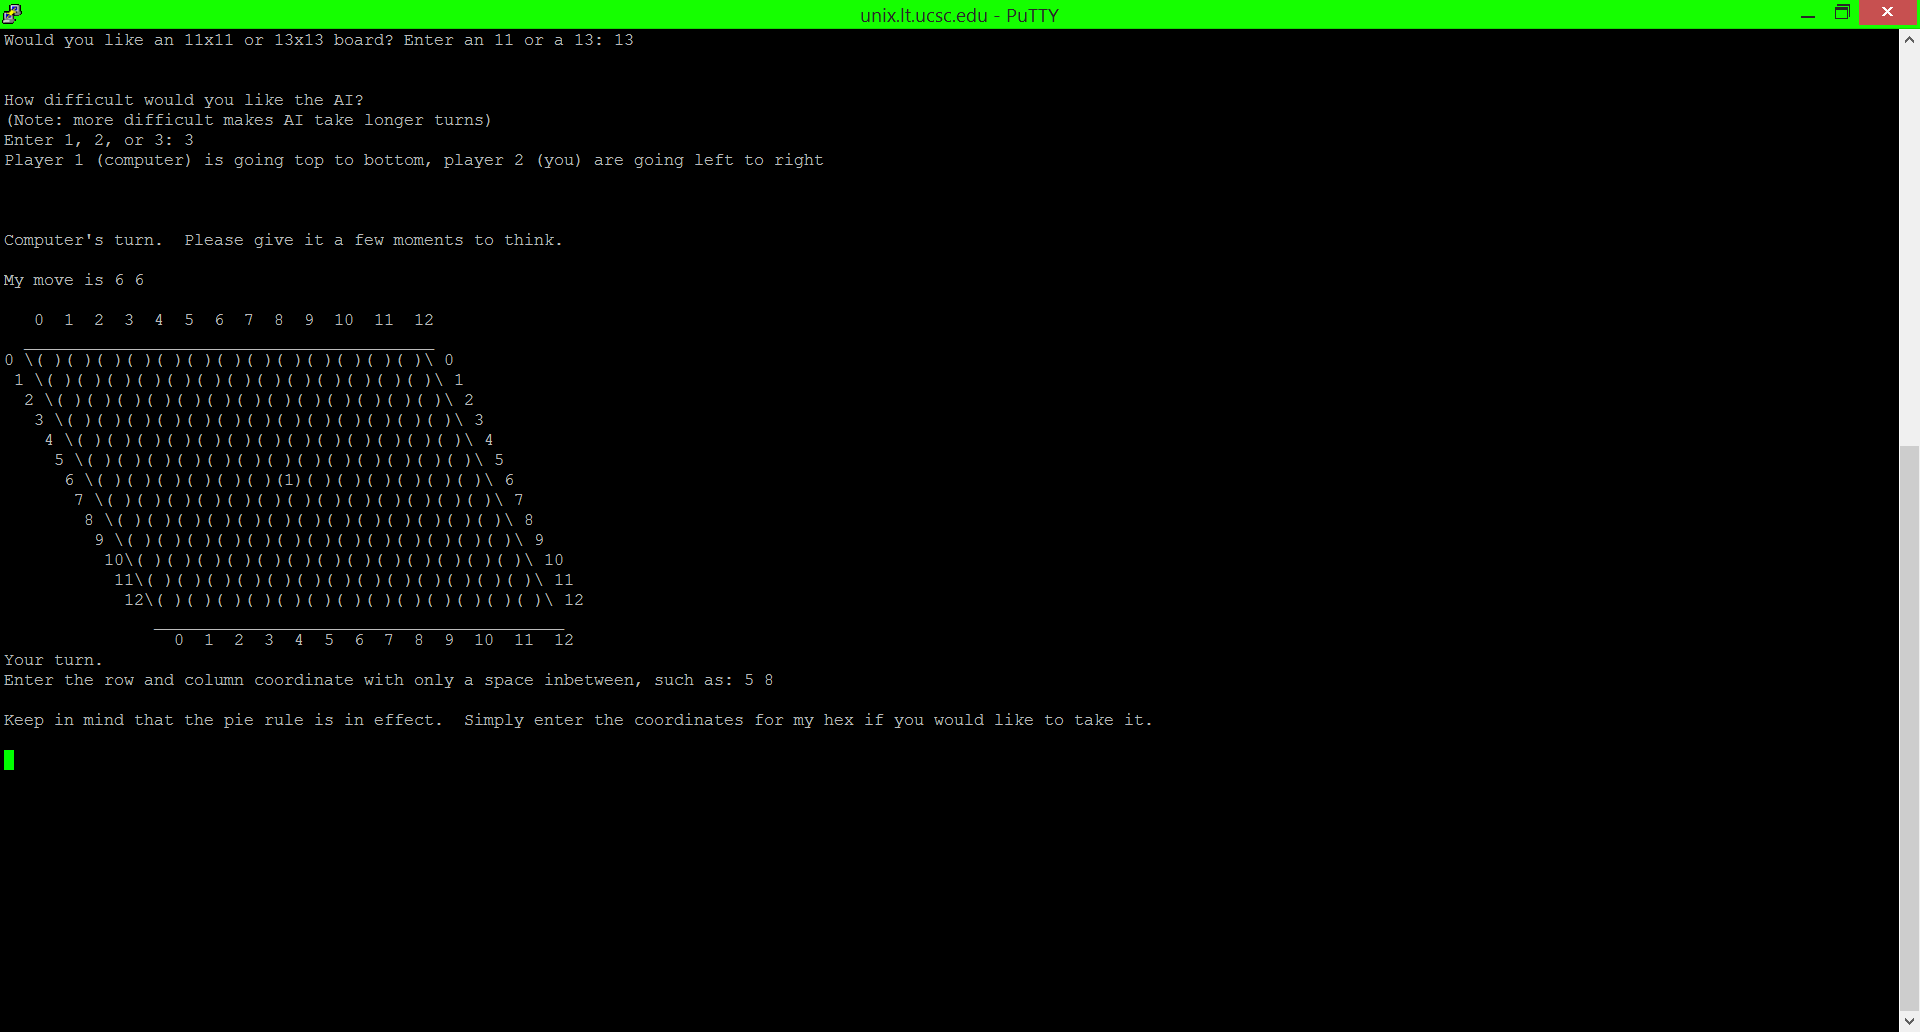 unix.lt.ucsc.edu - PuTTY
Would you like an 11x11 or 13x13 board? Enter an 11 or a 13: 13
How difficult would you like the AI?
(Note: more difficult makes AI take longer turns)
Enter 1, 2, or 3: 3
Player 1 (computer) is going top to bottom, player 2 (you) are going left to right
Computer's turn.  Please give it a few moments to think.
My move is 6 6
   0  1  2  3  4  5  6  7  8  9  10  11  12
  _________________________________________
0 \( )( )( )( )( )( )( )( )( )( )( )( )( )\ 0
 1 \( )( )( )( )( )( )( )( )( )( )( )( )( )\ 1
  2 \( )( )( )( )( )( )( )( )( )( )( )( )( )\ 2
   3 \( )( )( )( )( )( )( )( )( )( )( )( )( )\ 3
    4 \( )( )( )( )( )( )( )( )( )( )( )( )( )\ 4
     5 \( )( )( )( )( )( )( )( )( )( )( )( )( )\ 5
      6 \( )( )( )( )( )( )(1)( )( )( )( )( )( )\ 6
       7 \( )( )( )( )( )( )( )( )( )( )( )( )( )\ 7
        8 \( )( )( )( )( )( )( )( )( )( )( )( )( )\ 8
         9 \( )( )( )( )( )( )( )( )( )( )( )( )( )\ 9
          10\( )( )( )( )( )( )( )( )( )( )( )( )( )\ 10
           11\( )( )( )( )( )( )( )( )( )( )( )( )( )\ 11
            12\( )( )( )( )( )( )( )( )( )( )( )( )( )\ 12
               _________________________________________
                 0  1  2  3  4  5  6  7  8  9  10  11  12
Your turn.
Enter the row and column coordinate with only a space inbetween, such as: 5 8
Keep in mind that the pie rule is in effect.  Simply enter the coordinates for my hex if you would like to take it.